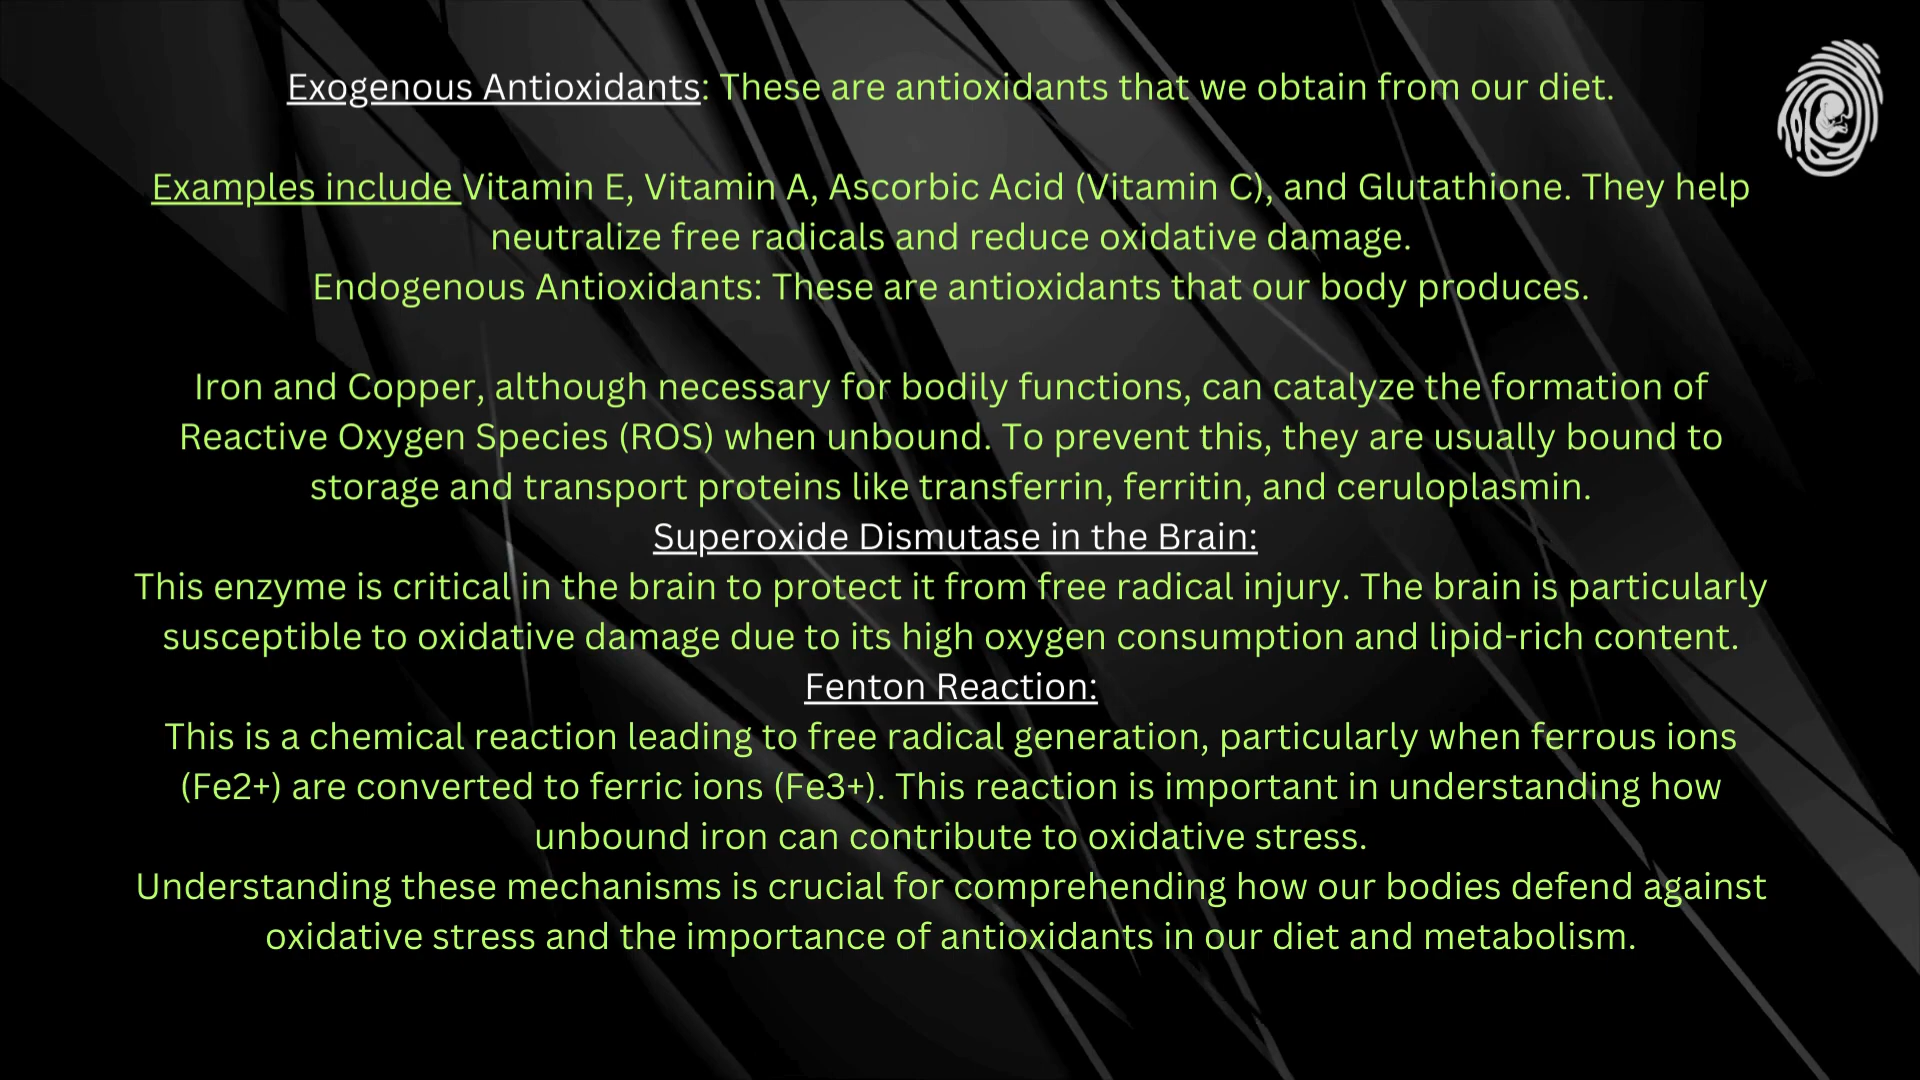 Exogenous Antioxidants: These are antioxidants that we obtain from our diet.
Examples include Vitamin E, Vitamin A, Ascorbic Acid (Vitamin C), and Glutathione. They help
neutralize free radicals and reduce oxidative damage.
Endogenous Antioxidants: These are antioxidants that our body produces.
Iron and Copper, although necessary for bodily functions, can catalyze the formation of
Reactive Oxygen Species (ROS) when unbound. To prevent this, they are usually bound to
storage and transport proteins like transferrin, ferritin, and ceruloplasmin.
Superoxide Dismutase in the Brain:
This enzyme is critical in the brain to protect it from free radical injury. The brain is particularly
susceptible to oxidative damage due to its high oxygen consumption and lipid-rich content.
Fenton Reaction:
This is a chemical reaction leading to free radical generation, particularly when ferrous ions
(Fe2+) are converted to ferric ions (Fe3+). This reaction is important in understanding how
unbound iron can contribute to oxidative stress.
Understanding these mechanisms is crucial for comprehending how our bodies defend against
oxidative stress and the importance of antioxidants in our diet and metabolism.